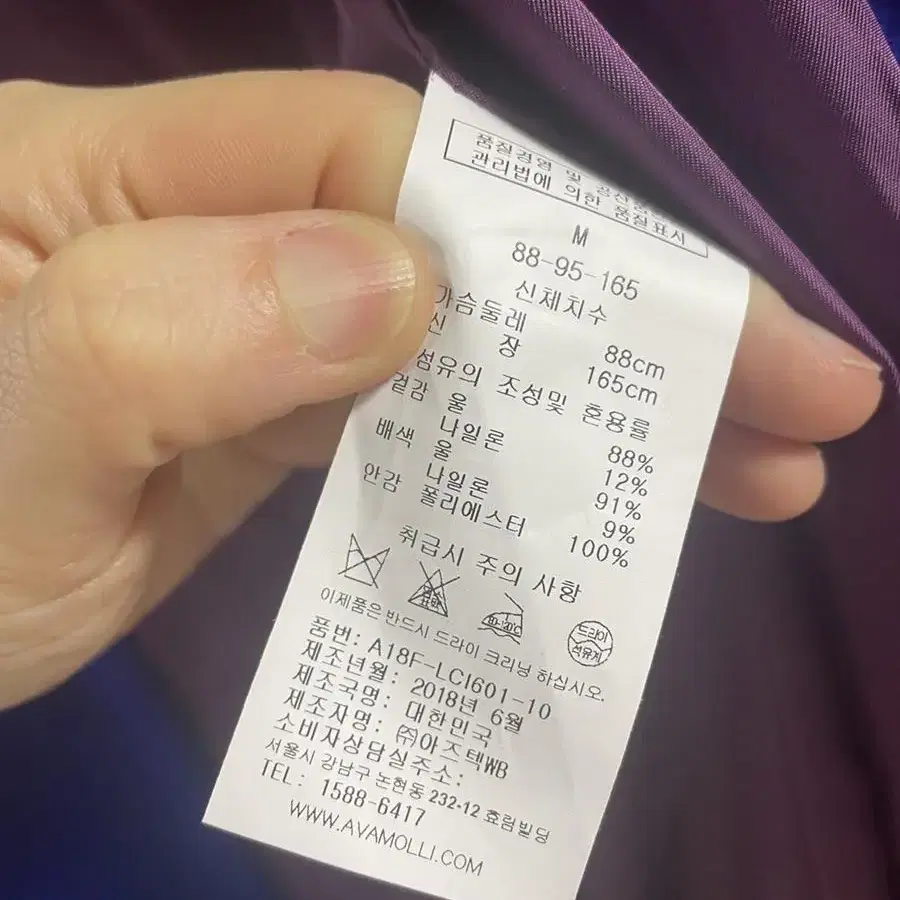 품질경영 및 공산
관리법에 의한 품질표시
M
88-95-165
신체치수
가슴둘레 88cm
신 장 165cm
섬유의 조성및 혼용률
겉감 울 88%
나일론 12%
배색 울 91%
나일론 9%
안감 폴리에스터 100%
취급시 주의 사항
드라이
석유계
이제품은 반드시 드라이 크리닝 하십시오.
품번: A18F-LCI601-10
제조년월: 2018년 6월
제조국명: 대한민국
제조자명: ㈜아즈텍WB
소비자상담실주소:
서울시 강남구 논현동 232-12 효림빌딩
TEL: 1588-6417
WWW.AVAMOLLI.COM